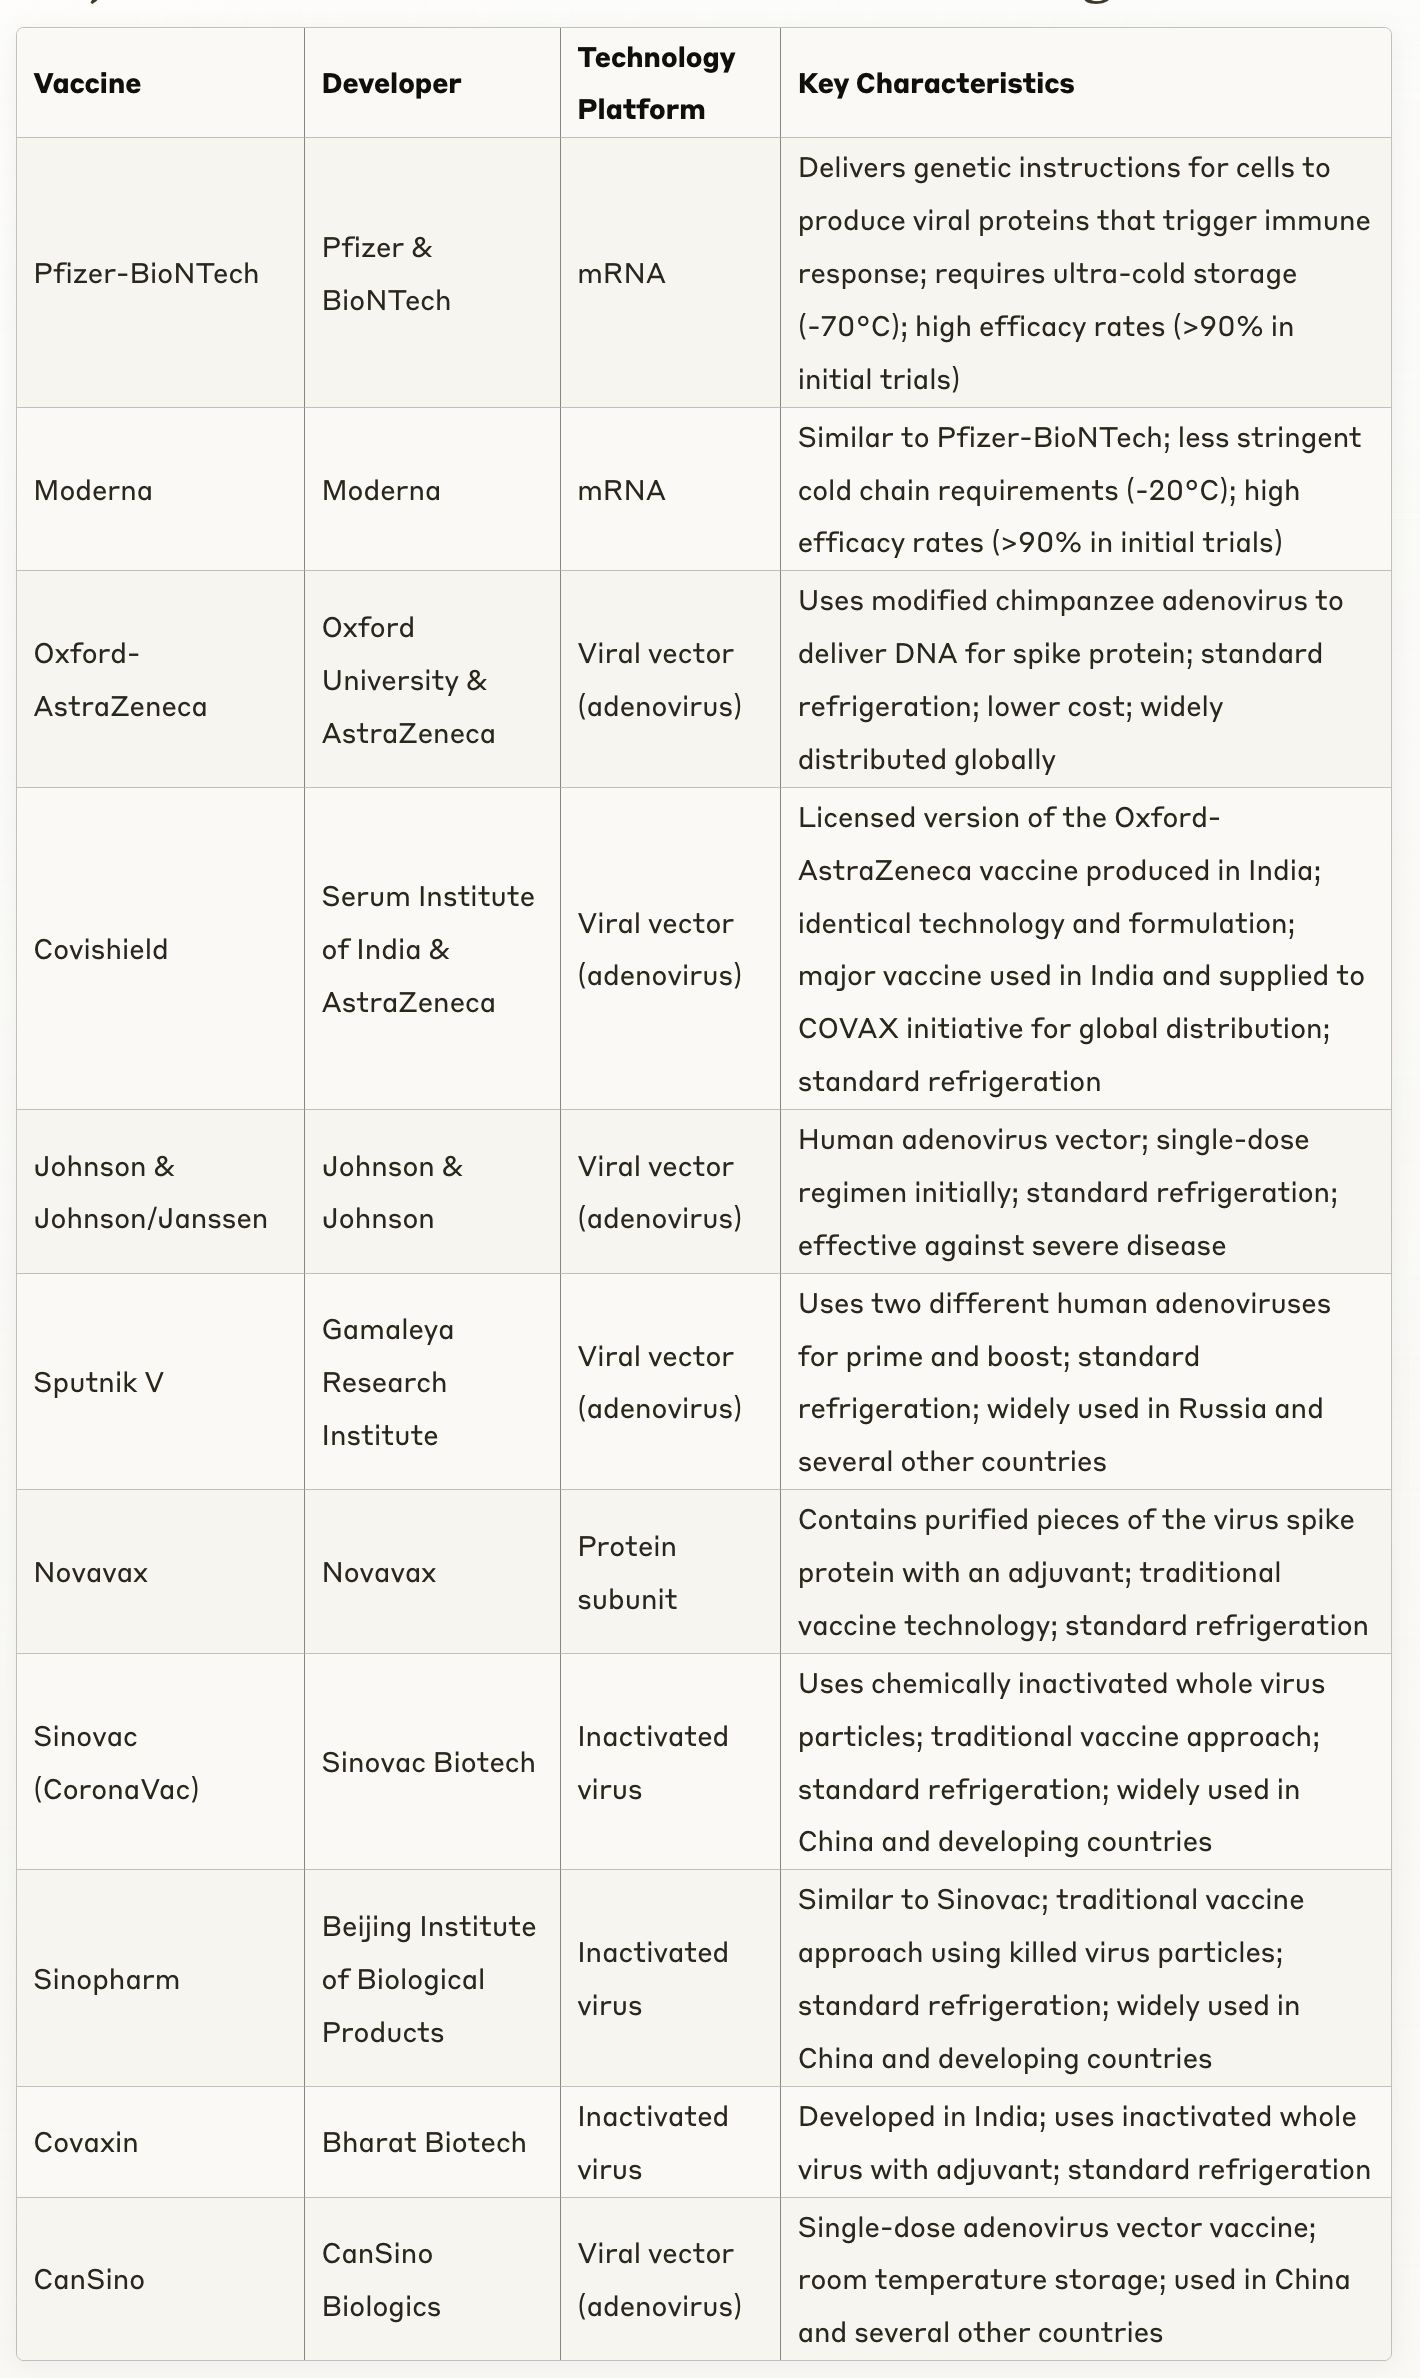 Vaccine
Developer
Technology
Platform
Key Characteristics
Pfizer-BioNTech
Pfizer &
BioNTech
mRNA
Delivers genetic instructions for cells to
produce viral proteins that trigger immune
response; requires ultra-cold storage
(-70°C); high efficacy rates (>90% in
initial trials)
Moderna
Moderna
mRNA
Similar to Pfizer-BioNTech; less stringent
cold chain requirements (-20°C); high
efficacy rates (>90% in initial trials)
Oxford-
AstraZeneca
Oxford
University &
AstraZeneca
Viral vector
(adenovirus)
Uses modified chimpanzee adenovirus to
deliver DNA for spike protein; standard
refrigeration; lower cost; widely
distributed globally
Covishield
Serum Institute
of India &
AstraZeneca
Viral vector
(adenovirus)
Licensed version of the Oxford-
AstraZeneca vaccine produced in India;
identical technology and formulation;
major vaccine used in India and supplied to
COVAX initiative for global distribution;
standard refrigeration
Johnson &
Johnson/Janssen
Johnson &
Johnson
Viral vector
(adenovirus)
Human adenovirus vector; single-dose
regimen initially; standard refrigeration;
effective against severe disease
Sputnik V
Gamaleya
Research
Institute
Viral vector
(adenovirus)
Uses two different human adenoviruses
for prime and boost; standard
refrigeration; widely used in Russia and
several other countries
Novavax
Novavax
Protein
subunit
Contains purified pieces of the virus spike
protein with an adjuvant; traditional
vaccine technology; standard refrigeration
Sinovac
(CoronaVac)
Sinovac Biotech
Inactivated
virus
Uses chemically inactivated whole virus
particles; traditional vaccine approach;
standard refrigeration; widely used in
China and developing countries
Sinopharm
Beijing Institute
of Biological
Products
Inactivated
virus
Similar to Sinovac; traditional vaccine
approach using killed virus particles;
standard refrigeration; widely used in
China and developing countries
Covaxin
Bharat Biotech
Inactivated
virus
Developed in India; uses inactivated whole
virus with adjuvant; standard refrigeration
CanSino
CanSino
Biologics
Viral vector
(adenovirus)
Single-dose adenovirus vector vaccine;
room temperature storage; used in China
and several other countries